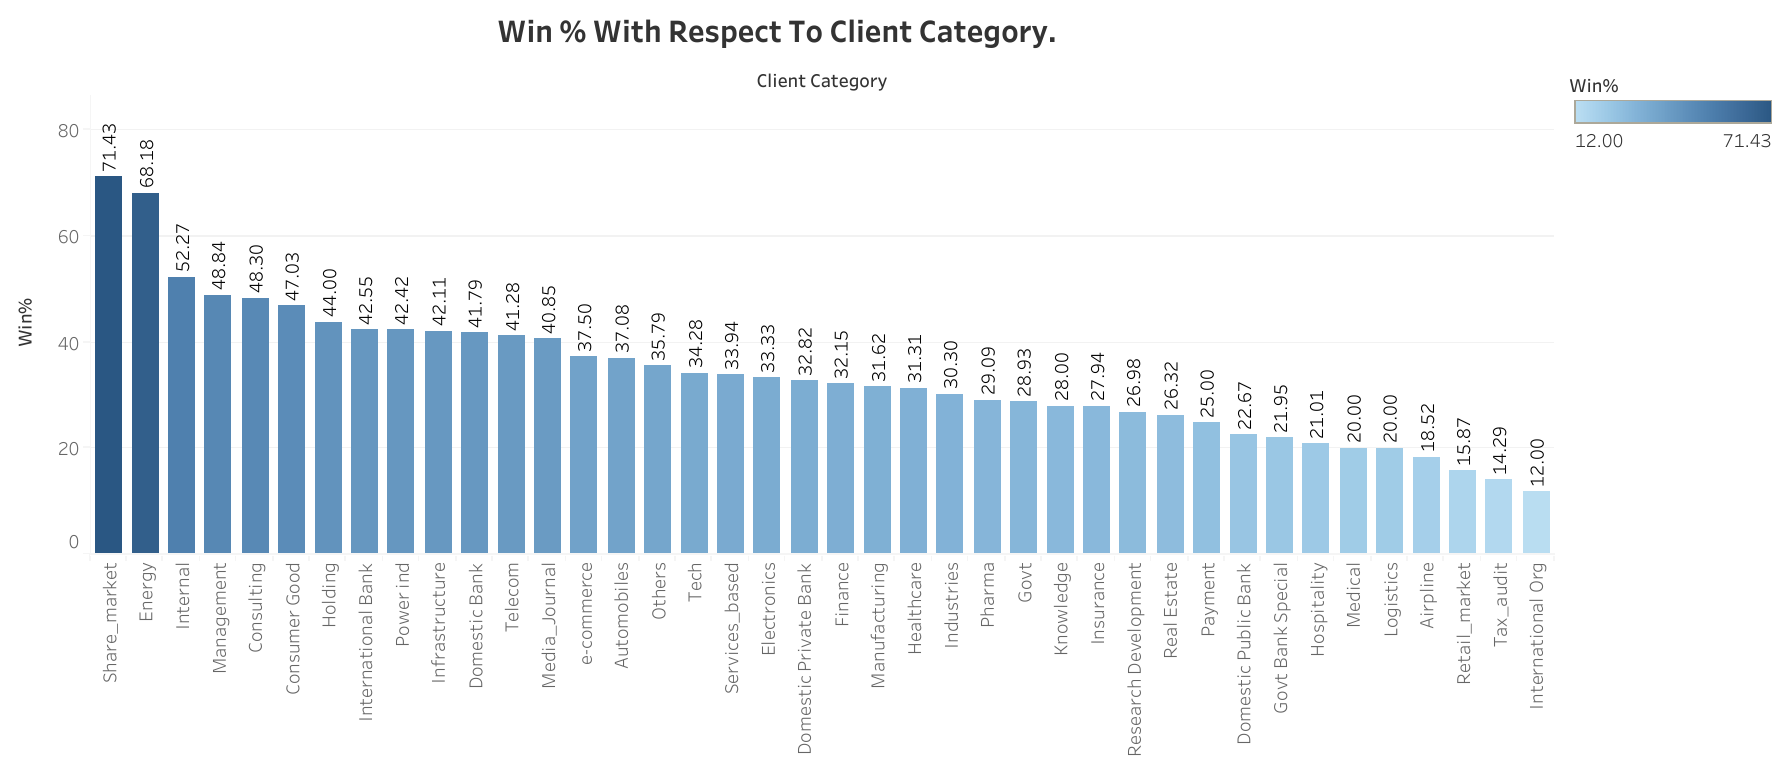 Win % With Respect To Client Category.
Client Category
Win%
12.00 71.43
Win%
80
60
40
20
0
71.43
68.18
52.27
48.84
48.30
47.03
44.00
42.55
42.42
42.11
41.79
41.28
40.85
37.50
37.08
35.79
34.28
33.94
33.33
32.82
32.15
31.62
31.31
30.30
29.09
28.93
28.00
27.94
26.98
26.32
25.00
22.67
21.95
21.01
20.00
20.00
18.52
15.87
14.29
12.00
Share_market
Energy
Internal
Management
Consulting
Consumer Good
Holding
International Bank
Power ind
Infrastructure
Domestic Bank
Telecom
Media_Journal
e-commerce
Automobiles
Others
Tech
Services_based
Electronics
Domestic Private Bank
Finance
Manufacturing
Healthcare
Industries
Pharma
Govt
Knowledge
Insurance
Research Development
Real Estate
Payment
Domestic Public Bank
Govt Bank Special
Hospitality
Medical
Logistics
Airpline
Retail_market
Tax_audit
International Org